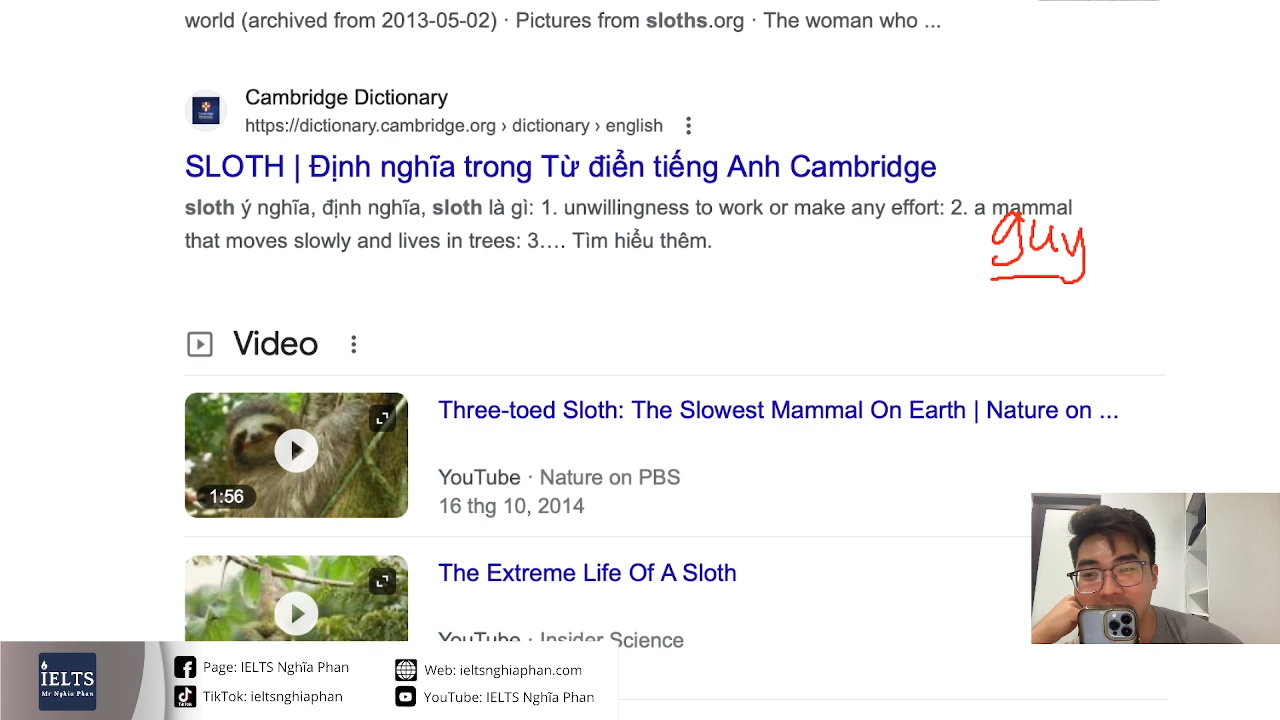 world (archived from 2013-05-02) · Pictures from sloths.org · The woman who ...
Cambridge Dictionary
https://dictionary.cambridge.org › dictionary › english
SLOTH | Định nghĩa trong Từ điển tiếng Anh Cambridge
sloth ý nghĩa, định nghĩa, sloth là gì: 1. unwillingness to work or make any effort: 2. a mammal
that moves slowly and lives in trees: 3…. Tìm hiểu thêm.
guy
Video
Three-toed Sloth: The Slowest Mammal On Earth | Nature on ...
YouTube · Nature on PBS
16 thg 10, 2014
1:56
The Extreme Life Of A Sloth
YouTube · Insider Science
IELTS
Mr Nghia Phan
Page: IELTS Nghĩa Phan
TikTok: ieltsnghiaphan
Web: ieltsnghiaphan.com
YouTube: IELTS Nghĩa Phan